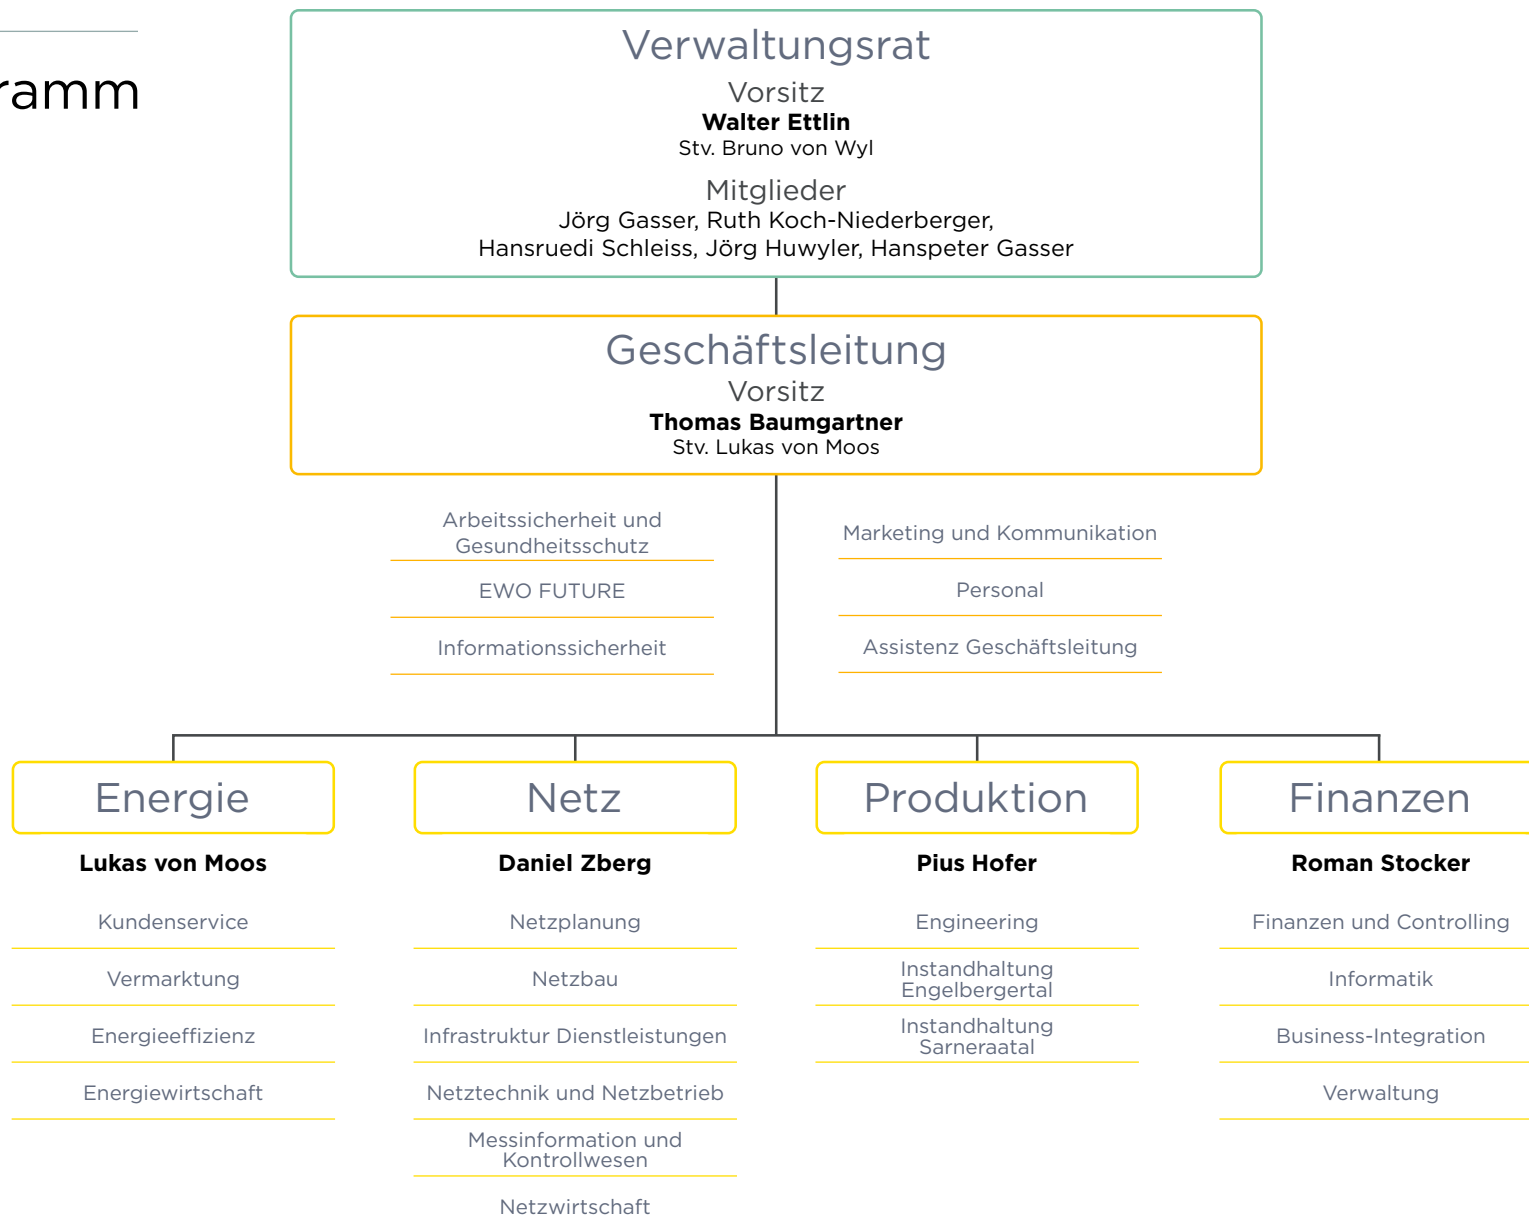 ramm
Verwaltungsrat
Vorsitz
Walter Ettlin
Stv. Bruno von Wyl
Mitglieder
Jörg Gasser, Ruth Koch-Niederberger,
Hansruedi Schleiss, Jörg Huwyler, Hanspeter Gasser
Geschäftsleitung
Vorsitz
Thomas Baumgartner
Stv. Lukas von Moos
Arbeitssicherheit und
Gesundheitsschutz
EWO FUTURE
Informationssicherheit
Marketing und Kommunikation
Personal
Assistenz Geschäftsleitung
Energie
Lukas von Moos
Kundenservice
Vermarktung
Energieeffizienz
Energiewirtschaft
Netz
Daniel Zberg
Netzplanung
Netzbau
Infrastruktur Dienstleistungen
Netztechnik und Netzbetrieb
Messinformation und
Kontrollwesen
Netzwirtschaft
Produktion
Pius Hofer
Engineering
Instandhaltung
Engelbergertal
Instandhaltung
Sarneraatal
Finanzen
Roman Stocker
Finanzen und Controlling
Informatik
Business-Integration
Verwaltung